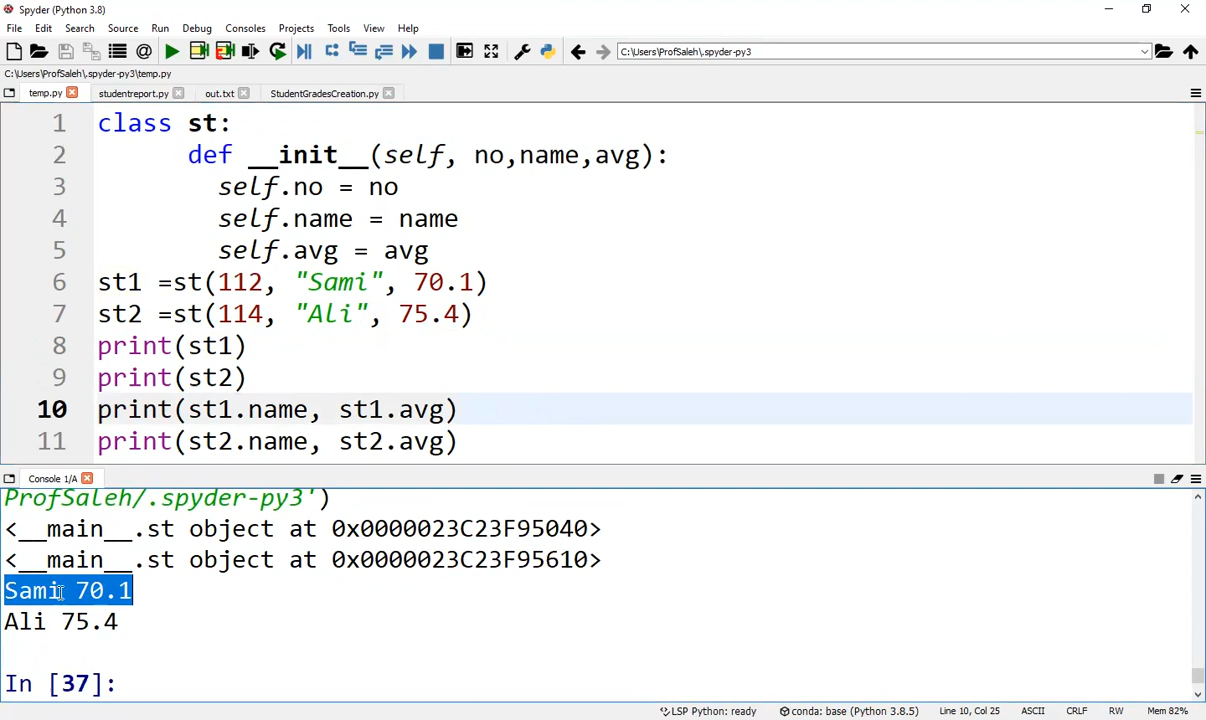 Spyder (Python 3.8)
File Edit Search Source Run Debug Consoles Projects Tools View Help
C:\Users\ProfSaleh\.spyder-py3
C:\Users\ProfSaleh\.spyder-py3\temp.py
temp.py studentreport.py out.txt StudentGradesCreation.py
1 class st:
2 def __init__(self, no,name,avg):
3 self.no = no
4 self.name = name
5 self.avg = avg
6 st1 =st(112, "Sami", 70.1)
7 st2 =st(114, "Ali", 75.4)
8 print(st1)
9 print(st2)
10 print(st1.name, st1.avg)
11 print(st2.name, st2.avg)
Console 1/A
ProfSaleh/.spyder-py3')
<__main__.st object at 0x0000023C23F95040>
<__main__.st object at 0x0000023C23F95610>
Sami 70.1
Ali 75.4
In [37]:
LSP Python: ready conda: base (Python 3.8.5) Line 10, Col 25 ASCII CRLF RW Mem 82%